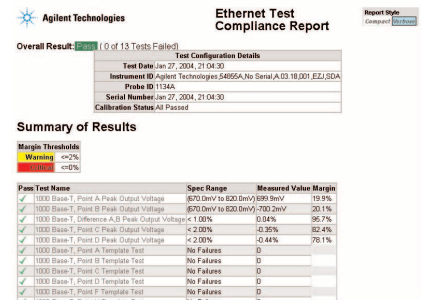 Agilent Technologies
Ethernet Test
Compliance Report
Report Style
Compact Verbose
Overall Result: Pass ( 0 of 13 Tests Failed)
Test Configuration Details
Test Date Jan 27, 2004, 21:04:30
Instrument ID Agilent Technologies,54855A,No Serial,A.03.18,001,EZJ,SDA
Probe ID 1134A
Serial Number Jan 27, 2004, 21:04:30
Calibration Status All Passed
Summary of Results
Margin Thresholds
Warning <=2%
Critical <=0%
Pass Test Name Spec Range Measured Value Margin
1000 Base-T, Point A Peak Output Voltage (670.0mV to 820.0mV) 699.9mV 19.9%
1000 Base-T, Point B Peak Output Voltage (670.0mV to 820.0mV) -700.2mV 20.1%
1000 Base-T, Difference A,B Peak Output Voltage < 1.00% 0.04% 95.7%
1000 Base-T, Point C Peak Output Voltage < 2.00% -0.35% 82.4%
1000 Base-T, Point D Peak Output Voltage < 2.00% -0.44% 78.1%
1000 Base-T, Point A Template Test No Failures 0
1000 Base-T, Point B Template Test No Failures 0
1000 Base-T, Point C Template Test No Failures 0
1000 Base-T, Point D Template Test No Failures 0
1000 Base-T, Point F Template Test No Failures 0